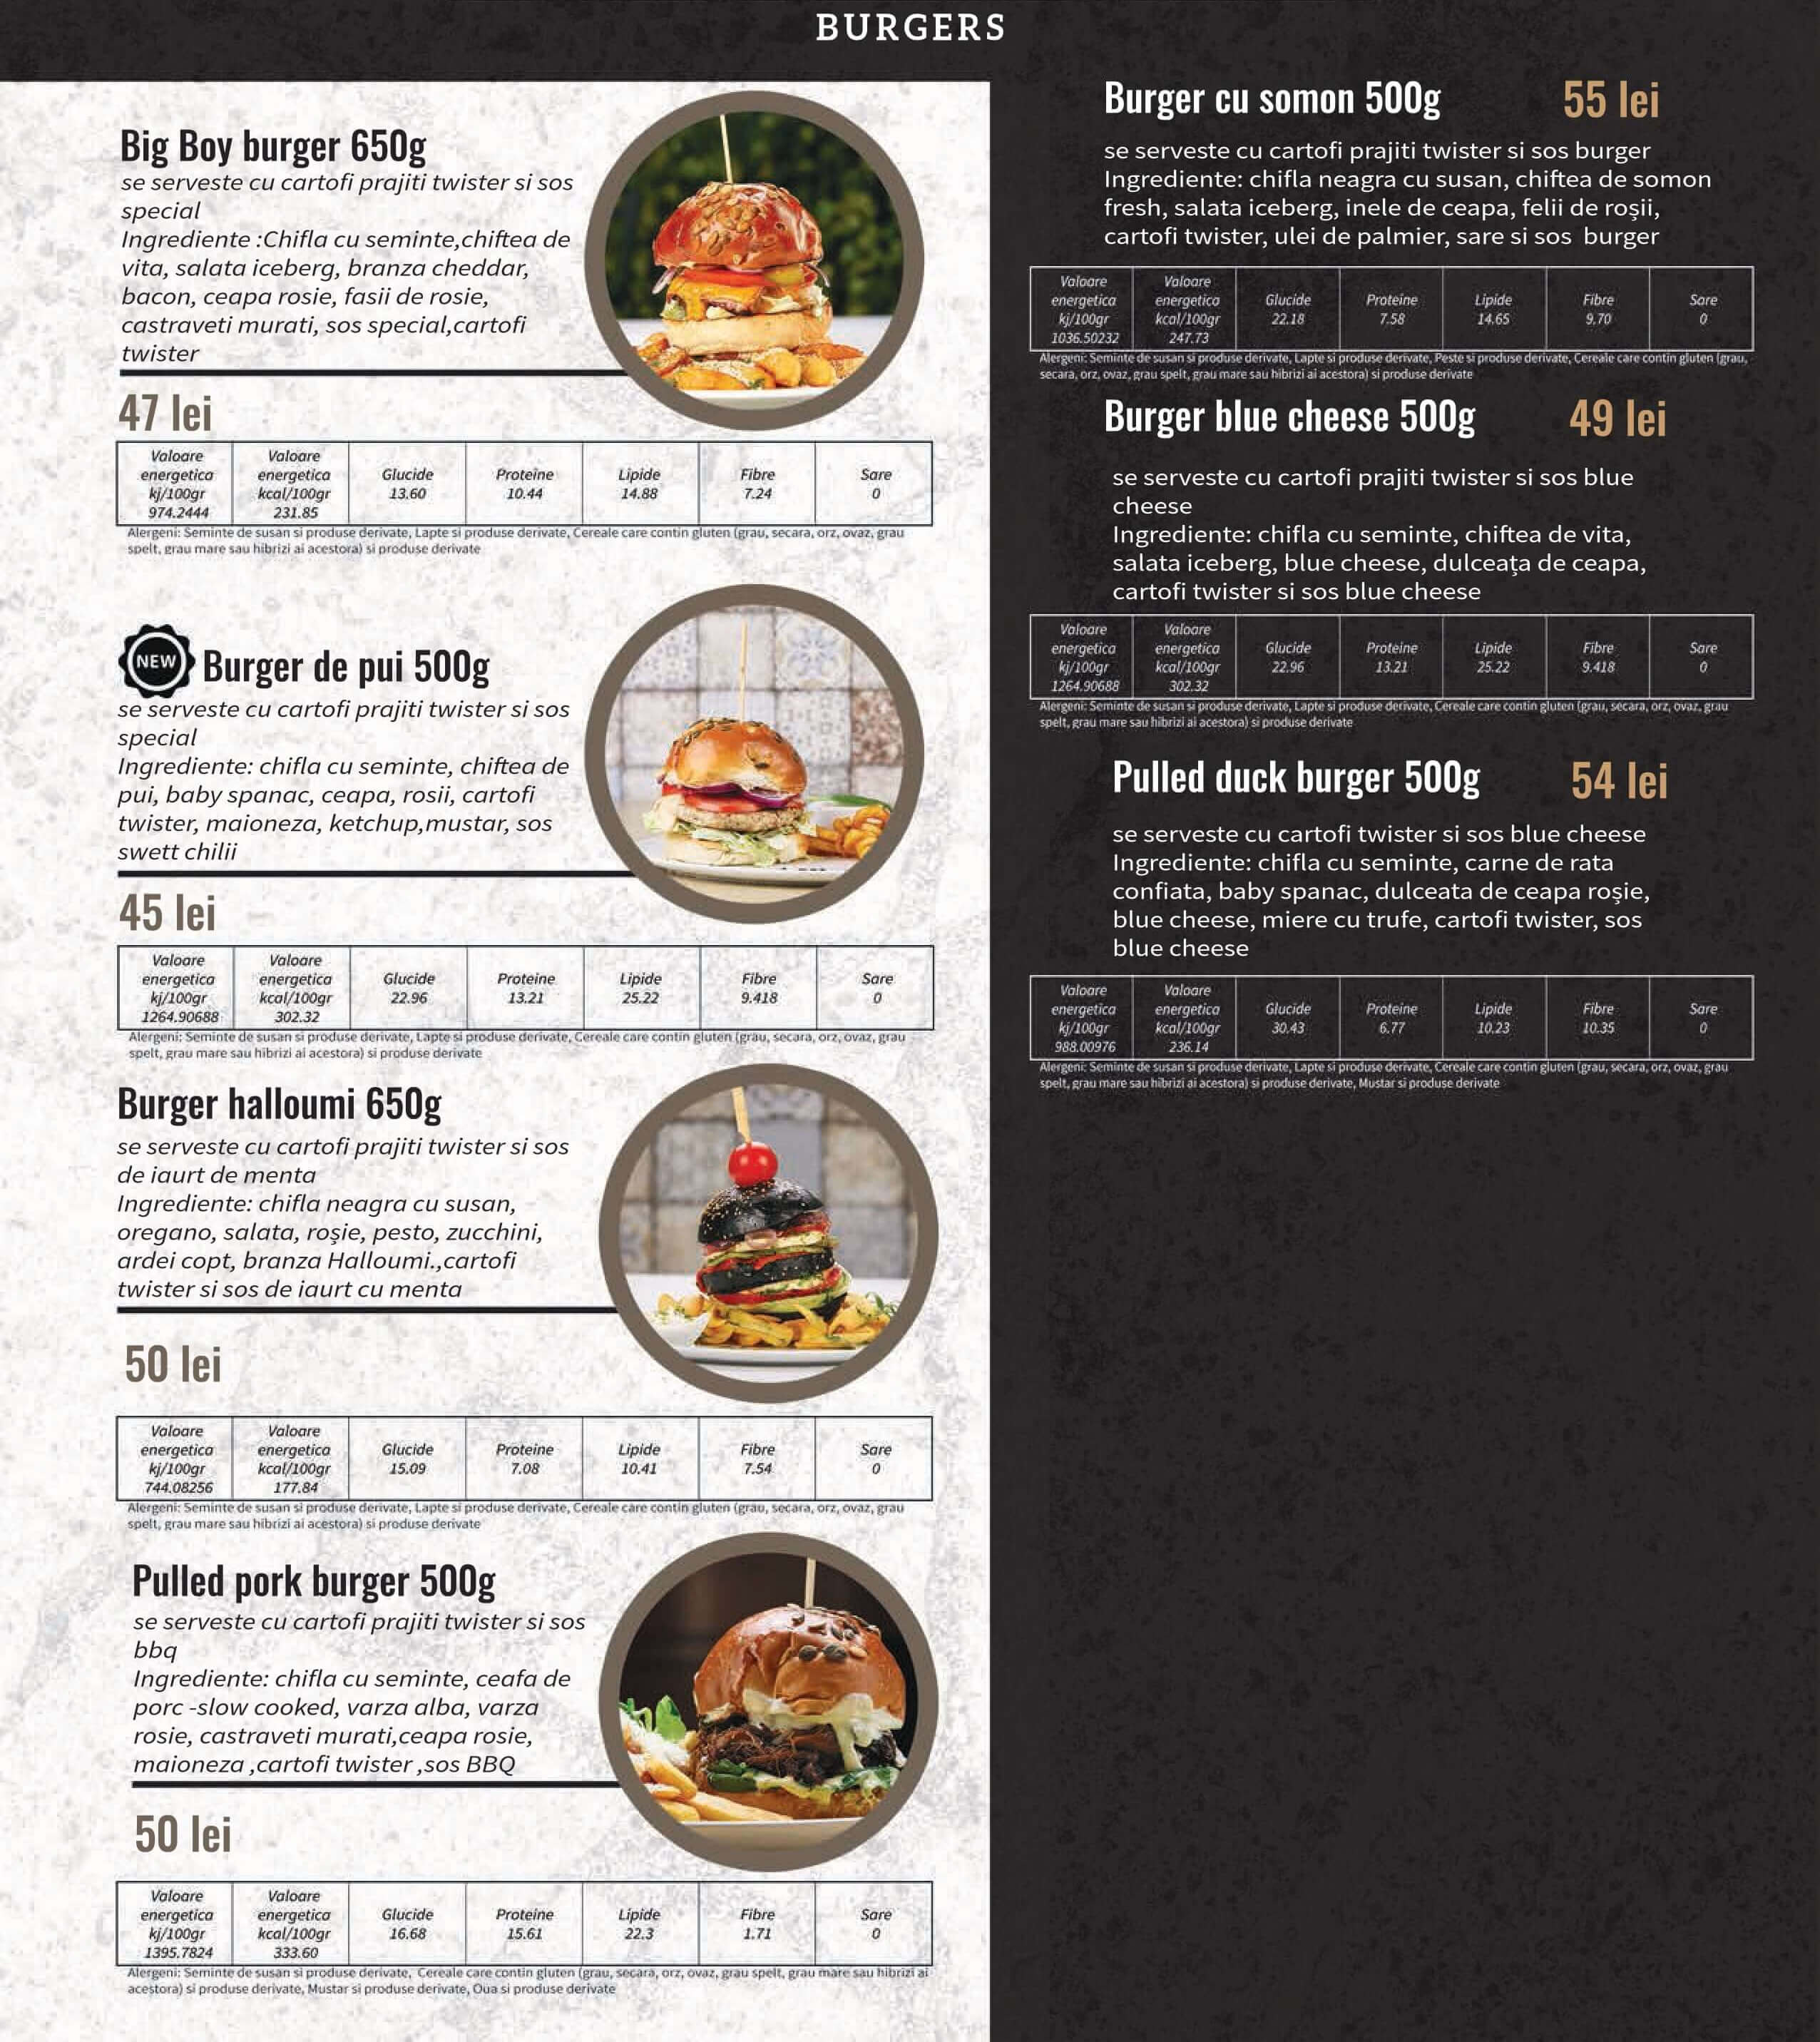 BURGERS
Big Boy burger 650g
se serveste cu cartofi prajiti twister si sos
special
Ingrediente :Chifla cu seminte,chiftea de
vita, salata iceberg, branza cheddar,
bacon, ceapa rosie, fasii de rosie,
castraveti murati, sos special,cartofi
twister
47 lei
Valoare energetica kj/100gr 974.2444 Valoare energetica kcal/100gr 231.85 Glucide 13.60 Proteine 10.44 Lipide 14.88 Fibre 7.24 Sare 0
Alergeni: Seminte de susan si produse derivate, Lapte si produse derivate, Cereale care contin gluten (grau, secara, orz, ovaz, grau
spelt, grau mare sau hibrizi ai acestora) si produse derivate
NEW
Burger de pui 500g
se serveste cu cartofi prajiti twister si sos
special
Ingrediente: chifla cu seminte, chiftea de
pui, baby spanac, ceapa, rosii, cartofi
twister, maioneza, ketchup,mustar, sos
swett chilii
45 lei
Valoare energetica kj/100gr 1264.90688 Valoare energetica kcal/100gr 302.32 Glucide 22.96 Proteine 13.21 Lipide 25.22 Fibre 9.418 Sare 0
Alergeni: Seminte de susan si produse derivate, Lapte si produse derivate, Cereale care contin gluten (grau, secara, orz, ovaz, grau
spelt, grau mare sau hibrizi ai acestora) si produse derivate
Burger halloumi 650g
se serveste cu cartofi prajiti twister si sos
de iaurt de menta
Ingrediente: chifla neagra cu susan,
oregano, salata, roșie, pesto, zucchini,
ardei copt, branza Halloumi.,cartofi
twister si sos de iaurt cu menta
50 lei
Valoare energetica kj/100gr 744.08256 Valoare energetica kcal/100gr 177.84 Glucide 15.09 Proteine 7.08 Lipide 10.41 Fibre 7.54 Sare 0
Alergeni: Seminte de susan si produse derivate, Lapte si produse derivate, Cereale care contin gluten (grau, secara, orz, ovaz, grau
spelt, grau mare sau hibrizi ai acestora) si produse derivate
Pulled pork burger 500g
se serveste cu cartofi prajiti twister si sos
bbq
Ingrediente: chifla cu seminte, ceafa de
porc -slow cooked, varza alba, varza
rosie, castraveti murati,ceapa rosie,
maioneza ,cartofi twister ,sos BBQ
50 lei
Valoare energetica kj/100gr 1395.7824 Valoare energetica kcal/100gr 333.60 Glucide 16.68 Proteine 15.61 Lipide 22.3 Fibre 1.71 Sare 0
Alergeni: Seminte de susan si produse derivate, Cereale care contin gluten (grau, secara, orz, ovaz, grau spelt, grau mare sau hibrizi ai
acestora) si produse derivate, Mustar si produse derivate, Oua si produse derivate
Burger cu somon 500g 55 lei
se serveste cu cartofi prajiti twister si sos burger
Ingrediente: chifla neagra cu susan, chiftea de somon
fresh, salata iceberg, inele de ceapa, felii de roșii,
cartofi twister, ulei de palmier, sare si sos burger
Valoare energetica kj/100gr 1036.50232 Valoare energetica kcal/100gr 247.73 Glucide 22.18 Proteine 7.58 Lipide 14.65 Fibre 9.70 Sare 0
Alergeni: Seminte de susan si produse derivate, Lapte si produse derivate, Peste si produse derivate, Cereale care contin gluten (grau,
secara, orz, ovaz, grau spelt, grau mare sau hibrizi ai acestora) si produse derivate
Burger blue cheese 500g 49 lei
se serveste cu cartofi prajiti twister si sos blue
cheese
Ingrediente: chifla cu seminte, chiftea de vita,
salata iceberg, blue cheese, dulceața de ceapa,
cartofi twister si sos blue cheese
Valoare energetica kj/100gr 1264.90688 Valoare energetica kcal/100gr 302.32 Glucide 22.96 Proteine 13.21 Lipide 25.22 Fibre 9.418 Sare 0
Alergeni: Seminte de susan si produse derivate, Lapte si produse derivate, Cereale care contin gluten (grau, secara, orz, ovaz, grau
spelt, grau mare sau hibrizi ai acestora) si produse derivate
Pulled duck burger 500g 54 lei
se serveste cu cartofi twister si sos blue cheese
Ingrediente: chifla cu seminte, carne de rata
confiata, baby spanac, dulceata de ceapa roșie,
blue cheese, miere cu trufe, cartofi twister, sos
blue cheese
Valoare energetica kj/100gr 988.00976 Valoare energetica kcal/100gr 236.14 Glucide 30.43 Proteine 6.77 Lipide 10.23 Fibre 10.35 Sare 0
Alergeni: Seminte de susan si produse derivate, Lapte si produse derivate, Cereale care contin gluten (grau, secara, orz, ovaz, grau
spelt, grau mare sau hibrizi ai acestora) si produse derivate, Mustar si produse derivate